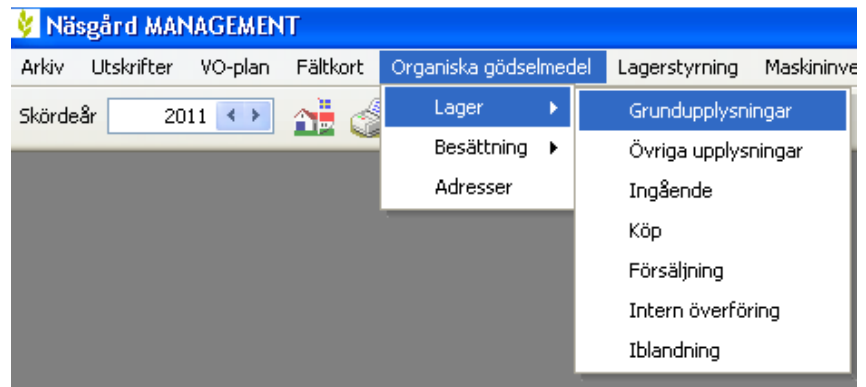 Näsgård MANAGEMENT
Arkiv Utskrifter VO-plan Fältkort Organiska gödselmedel Lagerstyrning Maskininve
Skördeår 2011
Lager
Besättning
Adresser
Grundupplysningar
Övriga upplysningar
Ingående
Köp
Försäljning
Intern överföring
Iblandning